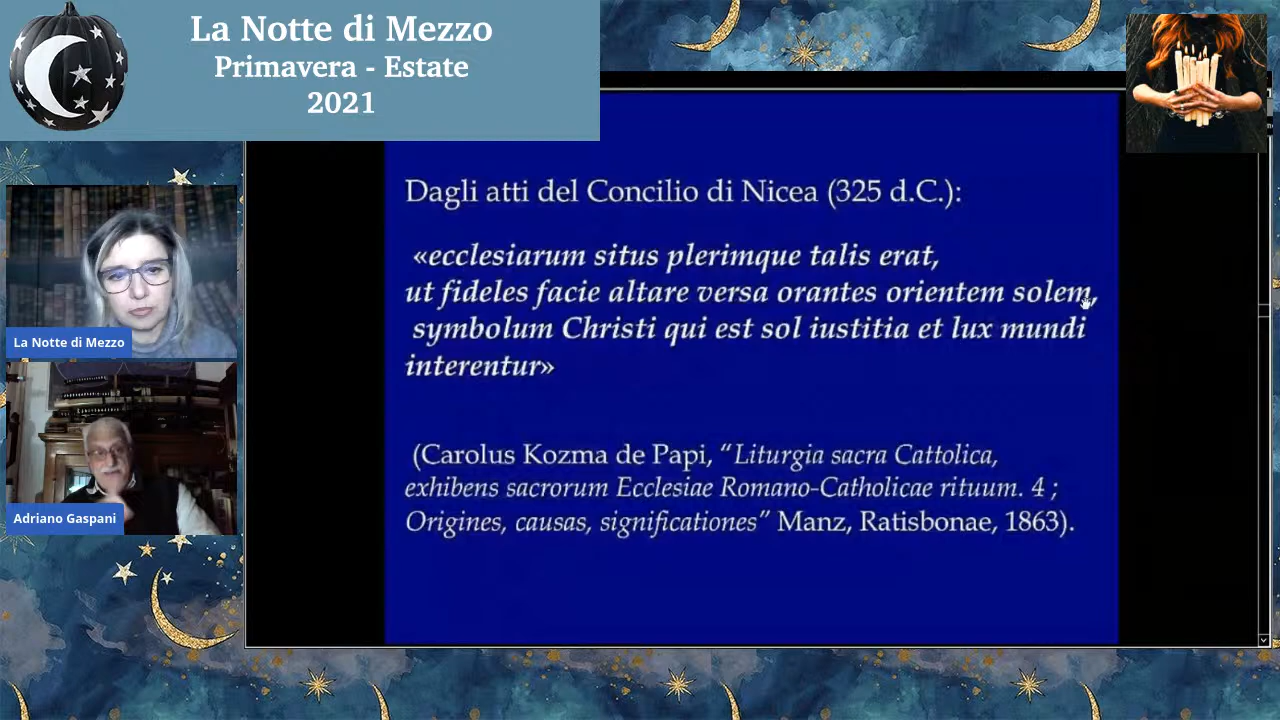 La Notte di Mezzo
Primavera - Estate
2021
Dagli atti del Concilio di Nicea (325 d.C.):
«ecclesiarum situs plerimque talis erat,
ut fideles facie altare versa orantes orientem solem,
symbolum Christi qui est sol iustitia et lux mundi
interentur»
(Carolus Kozma de Papi, “Liturgia sacra Cattolica,
exhibens sacrorum Ecclesiae Romano-Catholicae rituum. 4 ;
Origines, causas, significationes” Manz, Ratisbonae, 1863).
La Notte di Mezzo
Adriano Gaspani